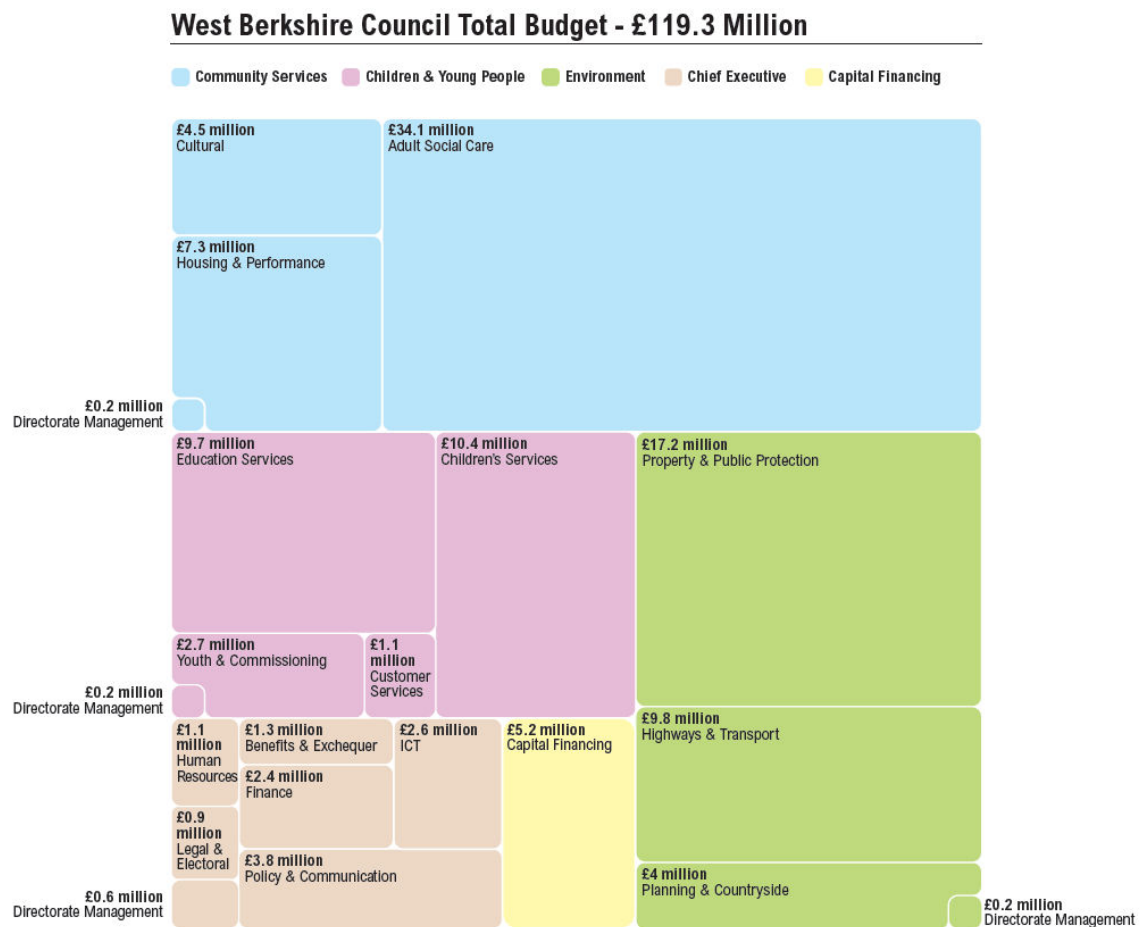 West Berkshire Council Total Budget - £119.3 Million
Community Services
Children & Young People
Environment
Chief Executive
Capital Financing
£4.5 million
Cultural
£34.1 million
Adult Social Care
£7.3 million
Housing & Performance
£0.2 million
Directorate Management
£9.7 million
Education Services
£10.4 million
Children's Services
£17.2 million
Property & Public Protection
£2.7 million
Youth & Commissioning
£1.1
million
Customer
Services
£0.2 million
Directorate Management
£1.1
million
Human
Resources
£1.3 million
Benefits & Exchequer
£2.6 million
ICT
£5.2 million
Capital Financing
£9.8 million
Highways & Transport
£2.4 million
Finance
£0.9
million
Legal &
Electoral
£3.8 million
Policy & Communication
£4 million
Planning & Countryside
£0.6 million
Directorate Management
£0.2 million
Directorate Management